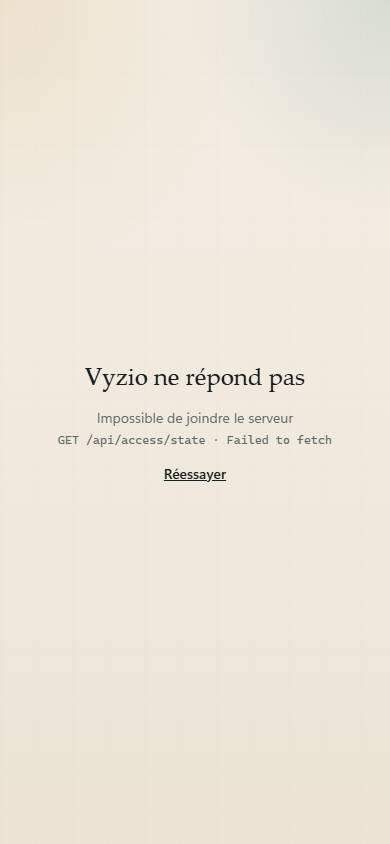 Vyzio ne répond pas
Impossible de joindre le serveur
GET /api/access/state · Failed to fetch
Réessayer